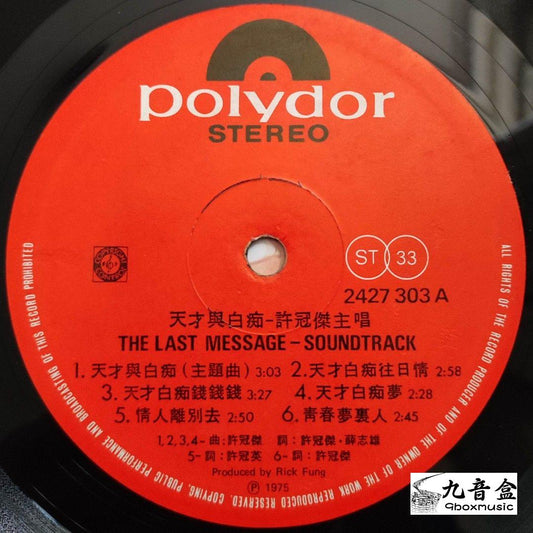 polydor
STEREO
ST 33
2427 303 A
天才與白痴-許冠傑主唱
THE LAST MESSAGE-SOUNDTRACK
1. 天才與白痴(主題曲) 3:03 2. 天才白痴往日情 2:58
3. 天才白痴錢錢錢 3:27 4. 天才白痴夢 2:28
5. 情人離別去 2:50 6. 青春夢裏人 2:45
1,2,3,4-曲:許冠傑 詞:許冠傑·薛志雄
5-詞:許冠英 6-詞:許冠傑
Produced by Rick Fung
Ⓟ 1975
ALL RIGHTS OF THE RECORD PRODUCER AND OF THE OWNER OF THE WORK REPRODUCED RESERVED. COPYING, PUBLIC PERFORMANCE AND BROADCASTING OF THIS RECORD PROHIBITED
九音盒
9boxmusic